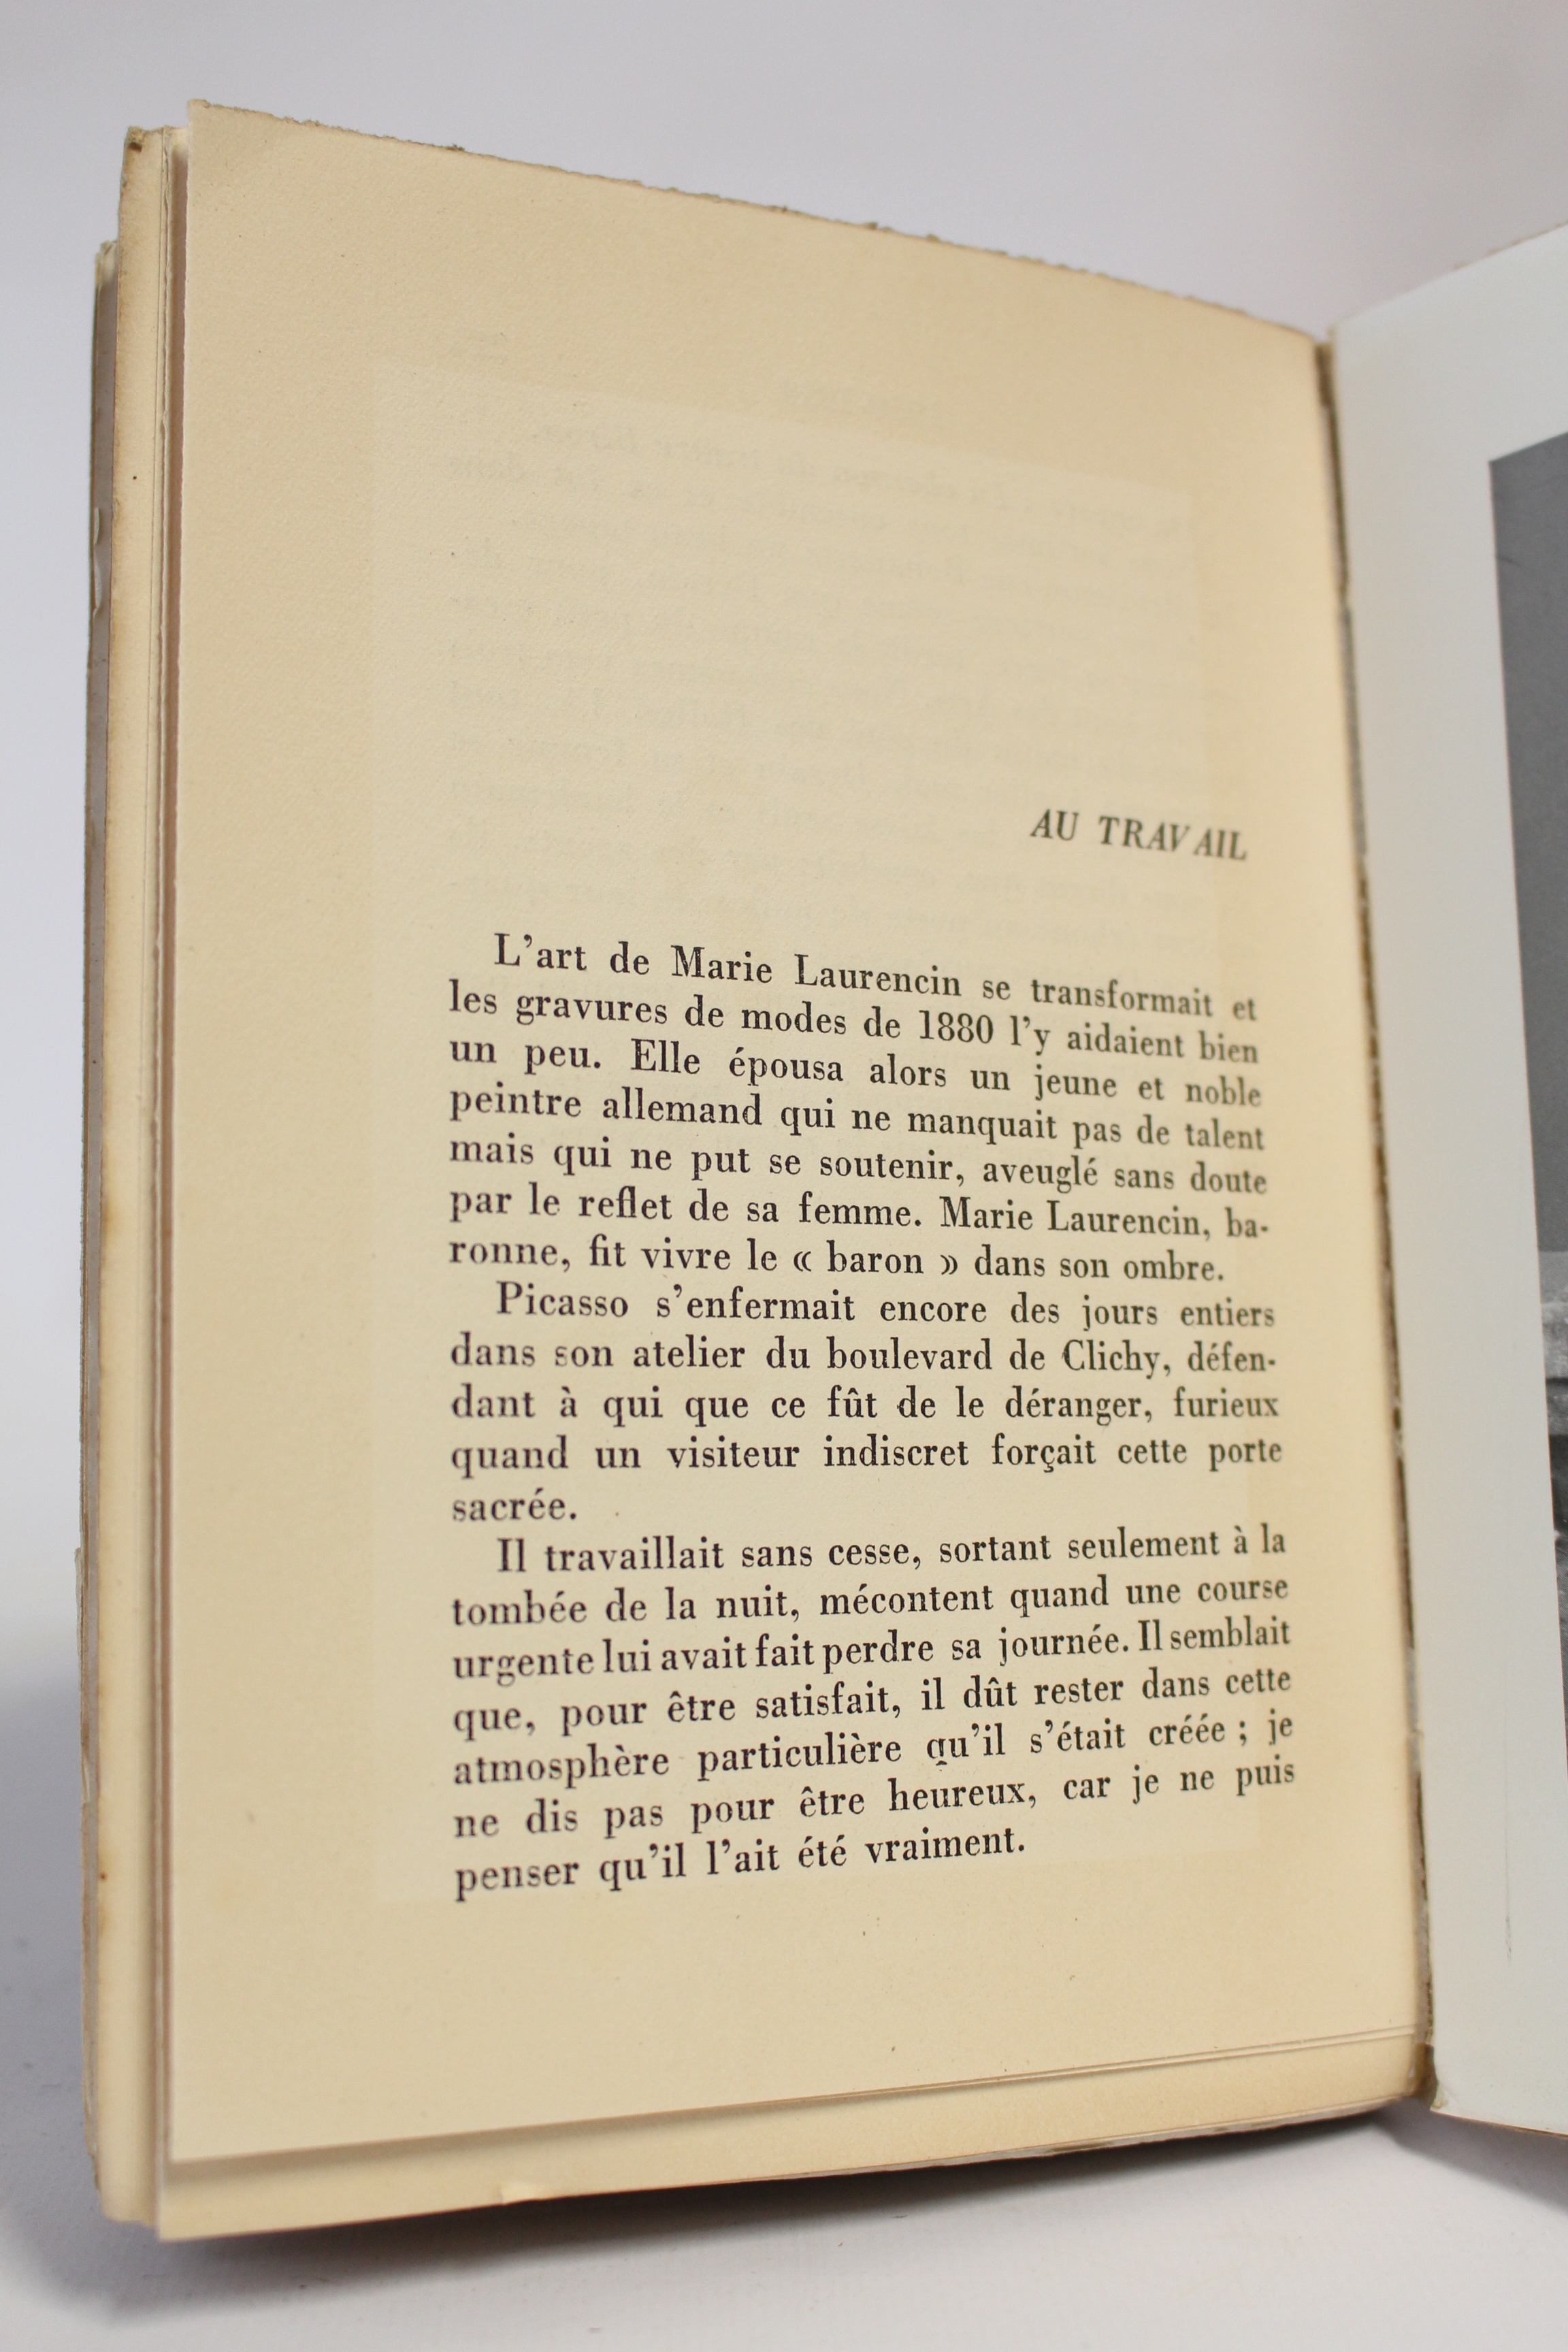 AU TRAVAIL
L'art de Marie Laurencin se transformait et
les gravures de modes de 1880 l'y aidaient bien
un peu. Elle épousa alors un jeune et noble
peintre allemand qui ne manquait pas de talent
mais qui ne put se soutenir, aveuglé sans doute
par le reflet de sa femme. Marie Laurencin, ba-
ronne, fit vivre le « baron » dans son ombre.
Picasso s'enfermait encore des jours entiers
dans son atelier du boulevard de Clichy, défen-
dant à qui que ce fût de le déranger, furieux
quand un visiteur indiscret forçait cette porte
sacrée.
Il travaillait sans cesse, sortant seulement à la
tombée de la nuit, mécontent quand une course
urgente lui avait fait perdre sa journée. Il semblait
que, pour être satisfait, il dût rester dans cette
atmosphère particulière qu'il s'était créée ; je
ne dis pas pour être heureux, car je ne puis
penser qu'il l'ait été vraiment.